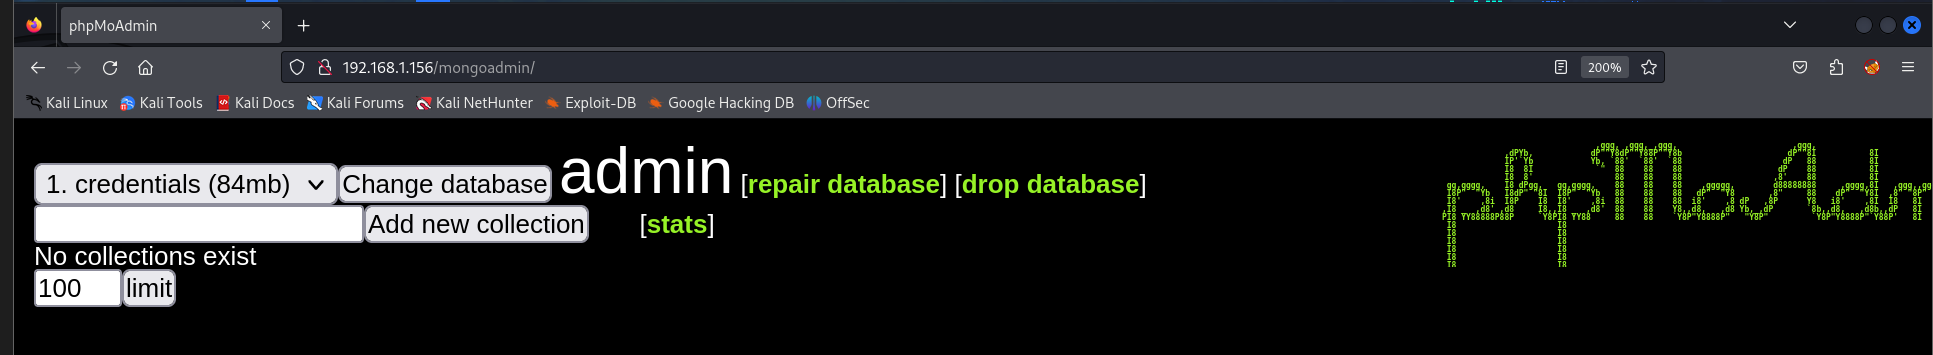 phpMoAdmin
192.168.1.156/mongoadmin/
200%
Kali Linux Kali Tools Kali Docs Kali Forums Kali NetHunter Exploit-DB Google Hacking DB OffSec
1. credentials (84mb) Change database admin [repair database] [drop database]
Add new collection [stats]
No collections exist
100 limit